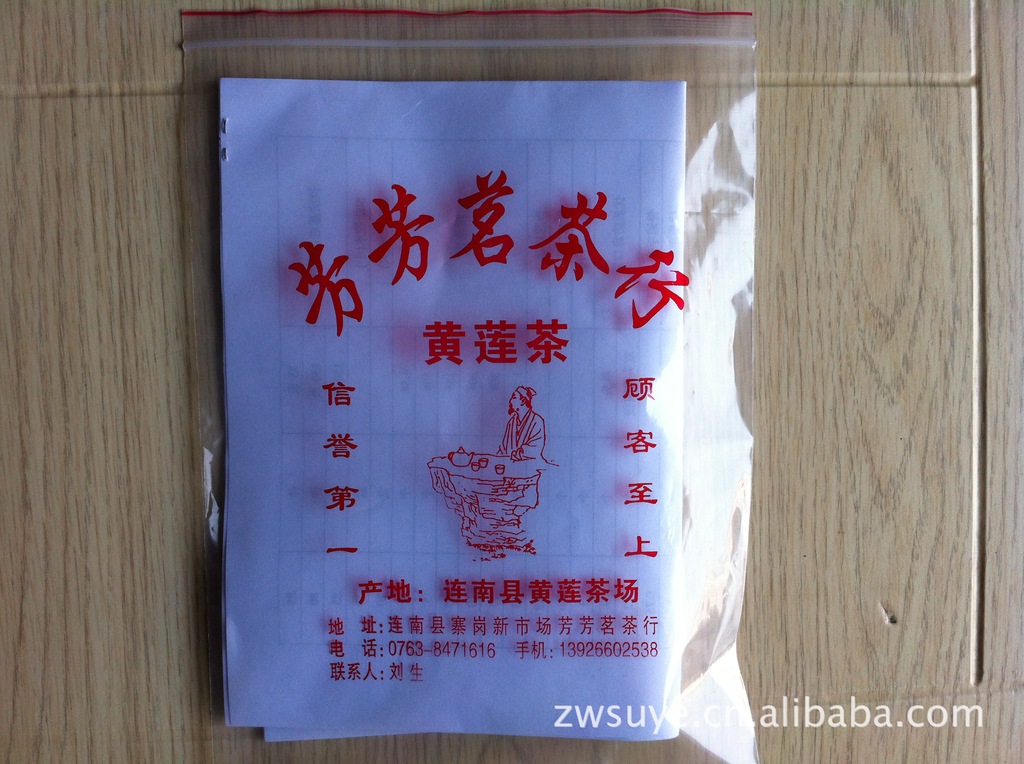 芳芳茗茶行
黄莲茶
信誉第一
顾客至上
产地：连南县黄莲茶场
地 址:连南县寨岗新市场芳芳茗茶行
电 话:0763-8471616 手机:13926602538
联系人:刘生
zwsuye.cn.alibaba.com